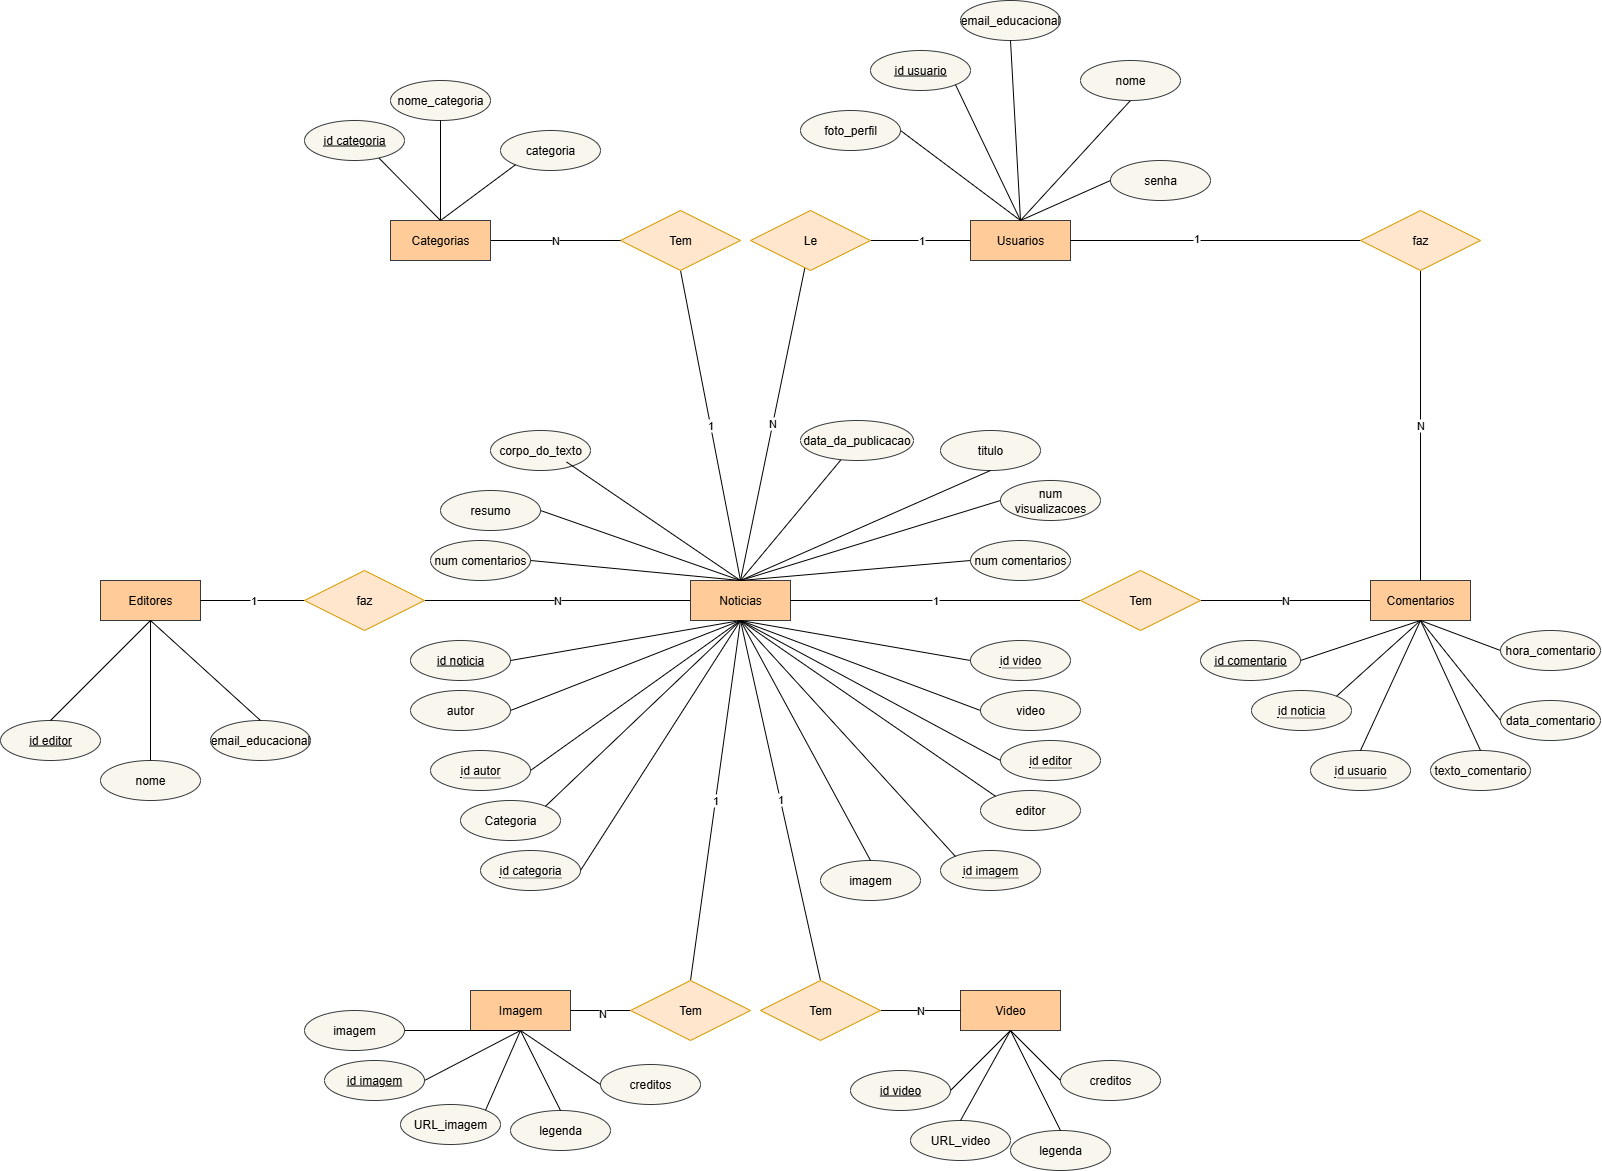 email_educacional
id usuario
nome
nome_categoria
foto_perfil
id categoria
categoria
senha
Categorias
N
Tem
Le
1
Usuarios
1
faz
1
N
N
corpo_do_texto
data_da_publicacao
titulo
resumo
num
visualizacoes
num comentarios
num comentarios
Editores
1
faz
N
Noticias
1
Tem
N
Comentarios
id noticia
id video
id comentario
hora_comentario
autor
video
id noticia
data_comentario
id editor
nome
email_educacional
id autor
id editor
id usuario
texto_comentario
1
1
Categoria
editor
id categoria
imagem
id imagem
Imagem
N
Tem
Tem
N
Video
imagem
id imagem
creditos
URL_imagem
legenda
id video
creditos
URL_video
legenda